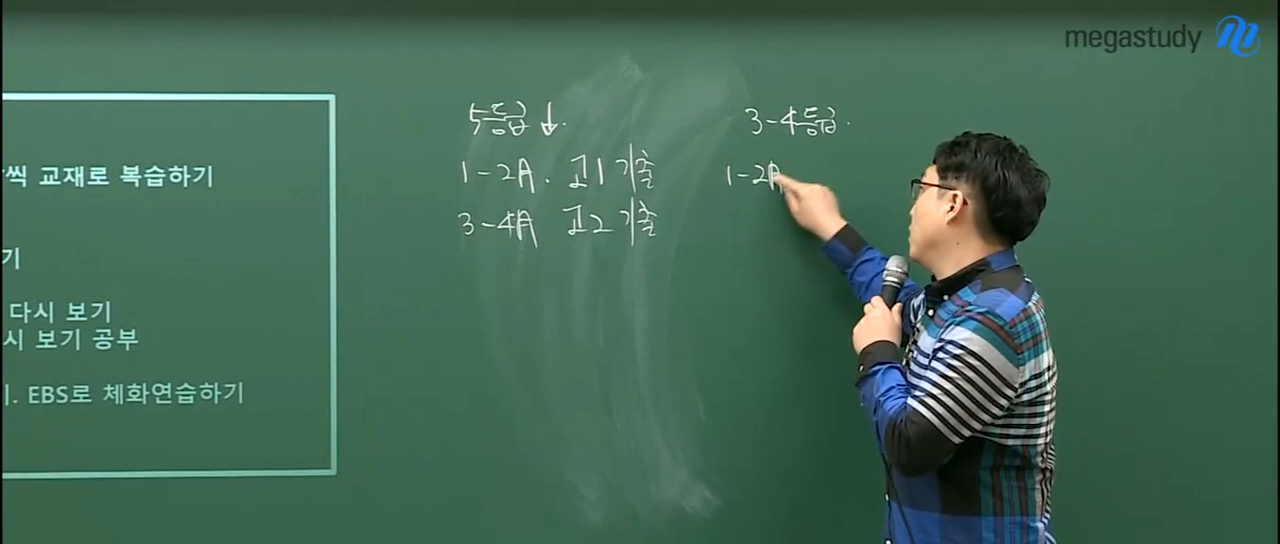 megastudy
씩 교재로 복습하기
기
다시 보기
시 보기 공부
. EBS로 체화연습하기
5등급 ↓.
1-2月. 고1 기출
3-4月 고2 기출
3-4등급.
1-2月